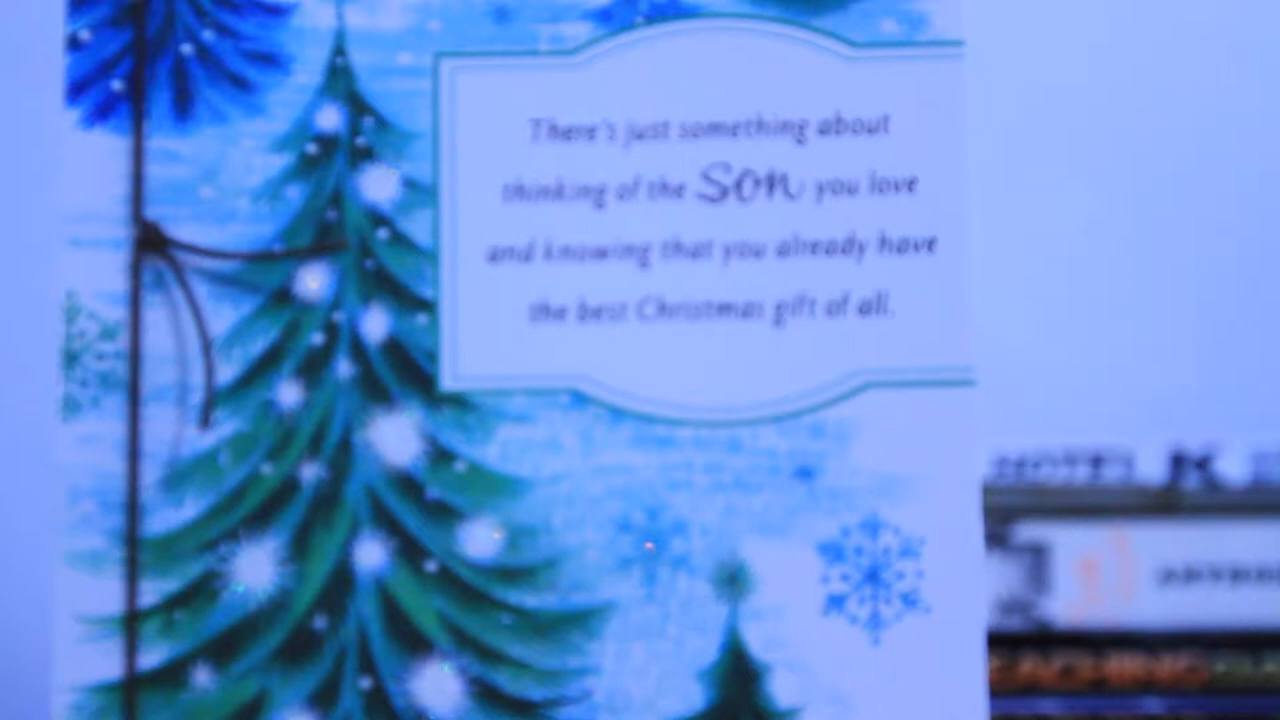 There's just something about
thinking of the Son you love
and knowing that you already have
the best Christmas gift of all.
HOTEL K